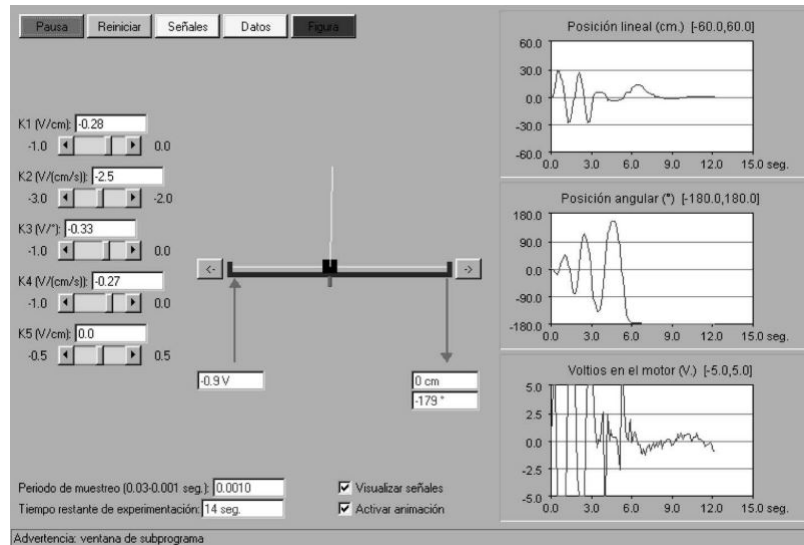 Pausa Reiniciar Señales Datos Figura
K1 (V/cm): -0.28
-1.0 0.0
K2 (V/(cm/s)): -2.5
-3.0 -2.0
K3 (V/°): -0.33
-1.0 0.0
K4 (V/(cm/s)): -0.27
-1.0 0.0
K5 (V/cm): 0.0
-0.5 0.5
<- ->
-0.9 V
0 cm
-179 °
Periodo de muestreo (0.03-0.001 seg.): 0.0010
Tiempo restante de experimentación: 14 seg.
Visualizar señales
Activar animación
Advertencia: ventana de subprograma
Posición lineal (cm.) [-60.0,60.0]
60.0
30.0
0.0
-30.0
-60.0
0.0 3.0 6.0 9.0 12.0 15.0 seg.
Posición angular (°) [-180.0,180.0]
180.0
90.0
0.0
-90.0
-180.0
0.0 3.0 6.0 9.0 12.0 15.0 seg.
Voltios en el motor (V.) [-5.0,5.0]
5.0
2.5
0.0
-2.5
-5.0
0.0 3.0 6.0 9.0 12.0 15.0 seg.